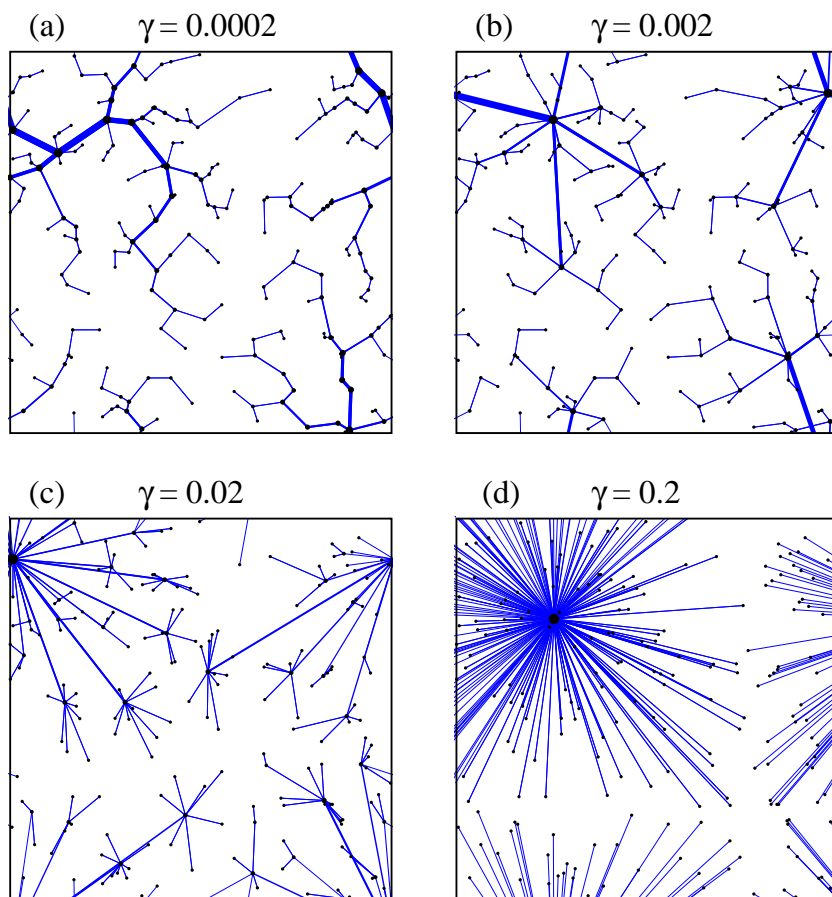 (a) γ = 0.0002
(b) γ = 0.002
(c) γ = 0.02
(d) γ = 0.2